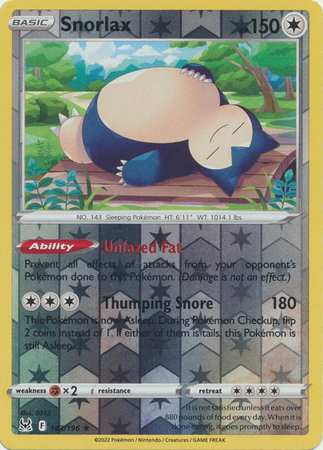 BASIC
Snorlax 150
NO. 143 Sleeping Pokémon HT: 6'11" WT: 1014.1 lbs.
Ability Unfazed Fat
Prevent all effects of attacks from your opponent's
Pokémon done to this Pokémon. (Damage is not an effect.)
Thumping Snore 180
This Pokémon is now Asleep. During Pokémon Checkup, flip
2 coins instead of 1. If either of them is tails, this Pokémon
is still Asleep.
weakness ×2 resistance retreat
Illus. 0313
It is not satisfied unless it eats over
880 pounds of food every day. When it is
done eating, it goes promptly to sleep.
F 143/196 ★
©2022 Pokémon / Nintendo / Creatures / GAME FREAK